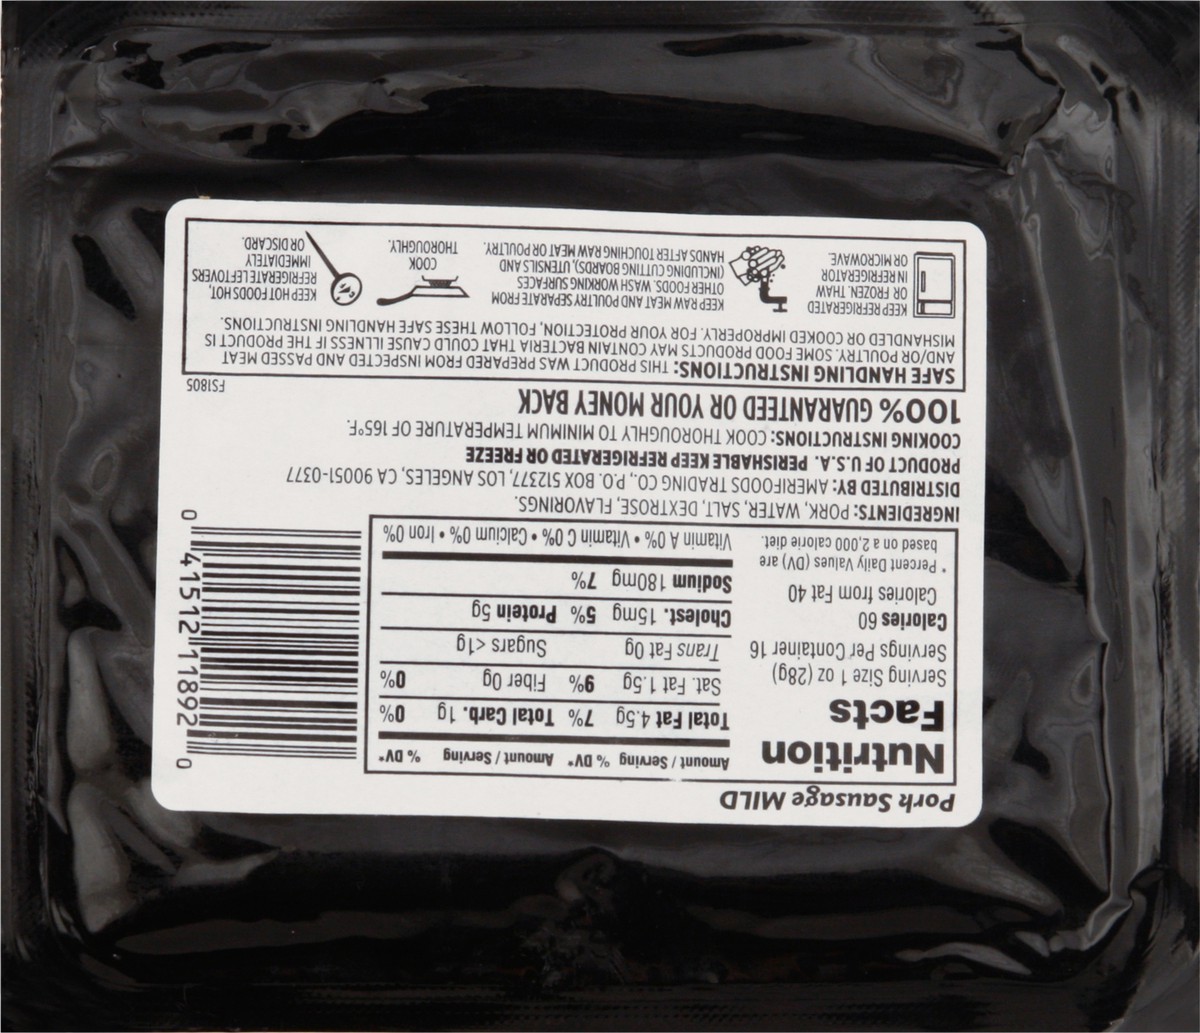 Pork Sausage MILD
Nutrition
Facts
Serving Size 1 oz (28g)
Servings Per Container 16
Calories 60
Calories from Fat 40
* Percent Daily Values (DV) are
based on a 2,000 calorie diet.
Amount / Serving % DV* Amount / Serving % DV*
Total Fat 4.5g 7% Total Carb. 1g 0%
Sat. Fat 1.5g 9% Fiber 0g 0%
Trans Fat 0g Sugars <1g
Cholest. 15mg 5% Protein 5g
Sodium 180mg 7%
Vitamin A 0% • Vitamin C 0% • Calcium 0% • Iron 0%
0 41512 11892 0
INGREDIENTS: PORK, WATER, SALT, DEXTROSE, FLAVORINGS.
DISTRIBUTED BY: AMERIFOODS TRADING CO., P.O. BOX 512377, LOS ANGELES, CA 90051-0377
PRODUCT OF U.S.A. PERISHABLE KEEP REFRIGERATED OR FREEZE
COOKING INSTRUCTIONS: COOK THOROUGHLY TO MINIMUM TEMPERATURE OF 165°F.
100% GUARANTEED OR YOUR MONEY BACK
FS1805
SAFE HANDLING INSTRUCTIONS: THIS PRODUCT WAS PREPARED FROM INSPECTED AND PASSED MEAT
AND/OR POULTRY. SOME FOOD PRODUCTS MAY CONTAIN BACTERIA THAT COULD CAUSE ILLNESS IF THE PRODUCT IS
MISHANDLED OR COOKED IMPROPERLY. FOR YOUR PROTECTION, FOLLOW THESE SAFE HANDLING INSTRUCTIONS.
KEEP REFRIGERATED
OR FROZEN. THAW
IN REFRIGERATOR
OR MICROWAVE
KEEP RAW MEAT AND POULTRY SEPARATE FROM
OTHER FOODS. WASH WORKING SURFACES
(INCLUDING CUTTING BOARDS), UTENSILS AND
HANDS AFTER TOUCHING RAW MEAT OR POULTRY.
COOK
THOROUGHLY.
KEEP HOT FOODS HOT,
REFRIGERATE LEFTOVERS
IMMEDIATELY
OR DISCARD.